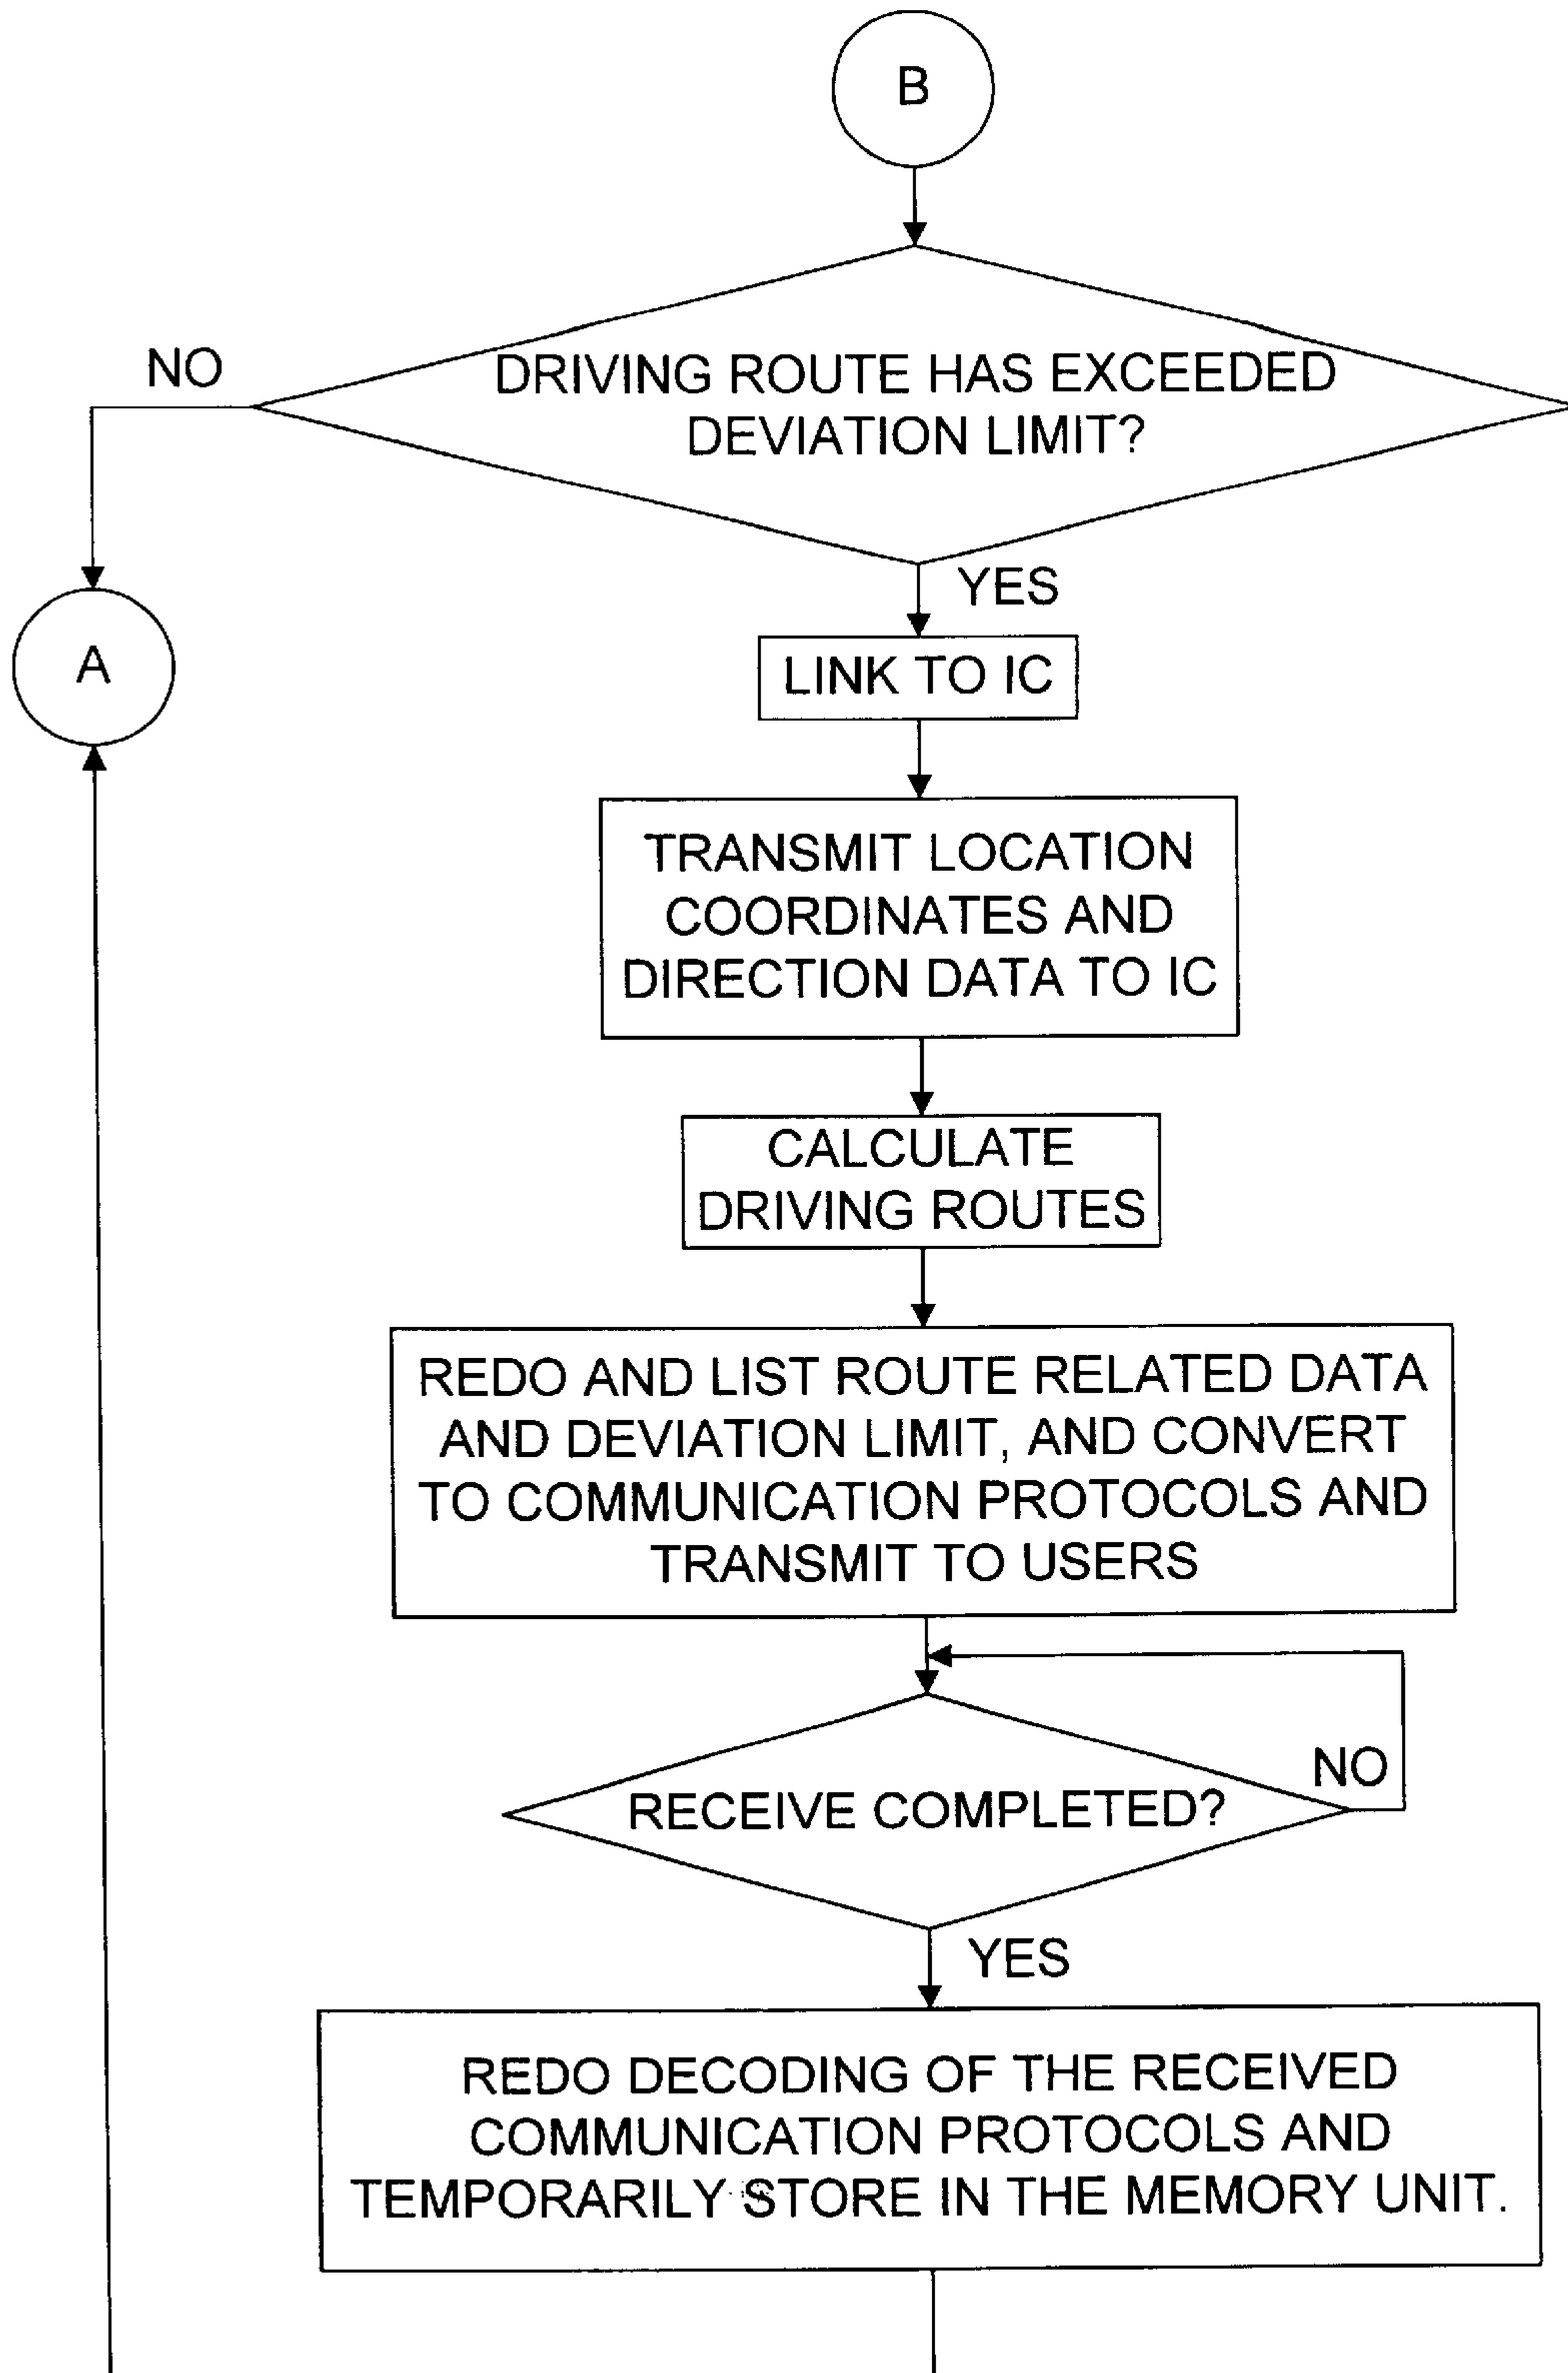 B
NO
DRIVING ROUTE HAS EXCEEDED
DEVIATION LIMIT?
YES
A
LINK TO IC
TRANSMIT LOCATION
COORDINATES AND
DIRECTION DATA TO IC
CALCULATE
DRIVING ROUTES
REDO AND LIST ROUTE RELATED DATA
AND DEVIATION LIMIT, AND CONVERT
TO COMMUNICATION PROTOCOLS AND
TRANSMIT TO USERS
NO
RECEIVE COMPLETED?
YES
REDO DECODING OF THE RECEIVED
COMMUNICATION PROTOCOLS AND
TEMPORARILY STORE IN THE MEMORY UNIT.